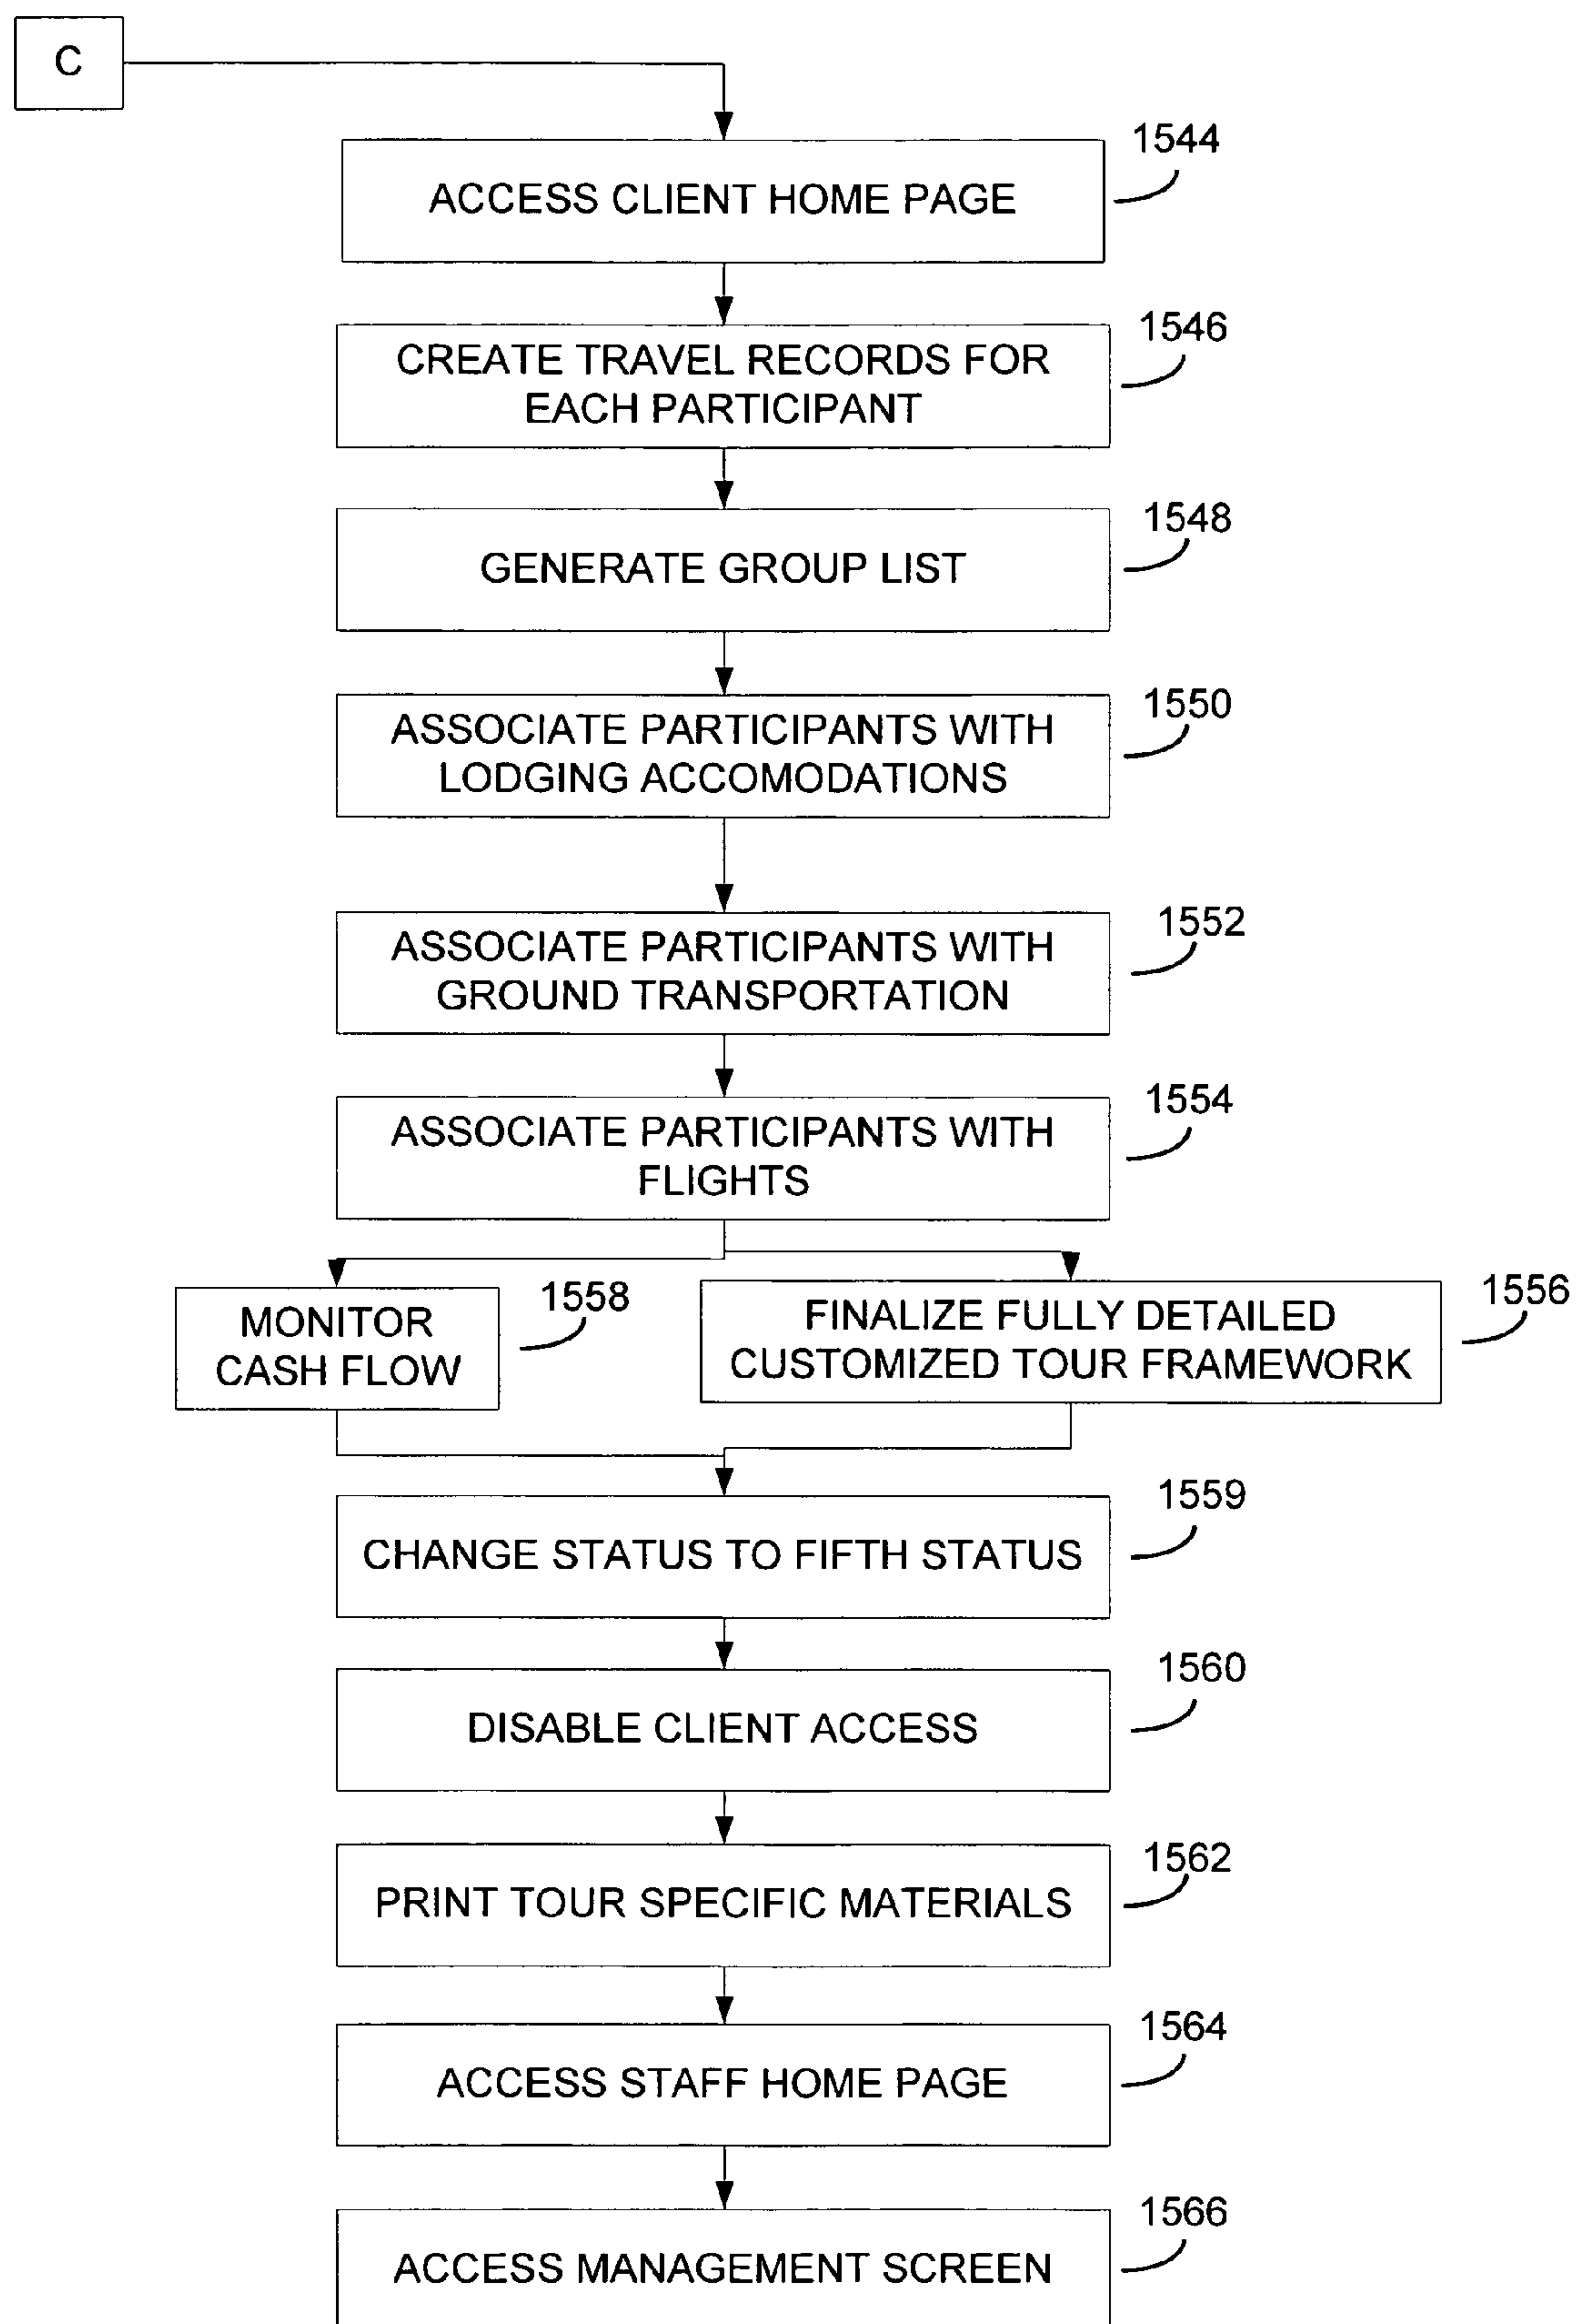 C
1544
ACCESS CLIENT HOME PAGE
1546
CREATE TRAVEL RECORDS FOR
EACH PARTICIPANT
1548
GENERATE GROUP LIST
1550
ASSOCIATE PARTICIPANTS WITH
LODGING ACCOMODATIONS
1552
ASSOCIATE PARTICIPANTS WITH
GROUND TRANSPORTATION
1554
ASSOCIATE PARTICIPANTS WITH
FLIGHTS
1558
MONITOR
CASH FLOW
1556
FINALIZE FULLY DETAILED
CUSTOMIZED TOUR FRAMEWORK
1559
CHANGE STATUS TO FIFTH STATUS
1560
DISABLE CLIENT ACCESS
1562
PRINT TOUR SPECIFIC MATERIALS
1564
ACCESS STAFF HOME PAGE
1566
ACCESS MANAGEMENT SCREEN